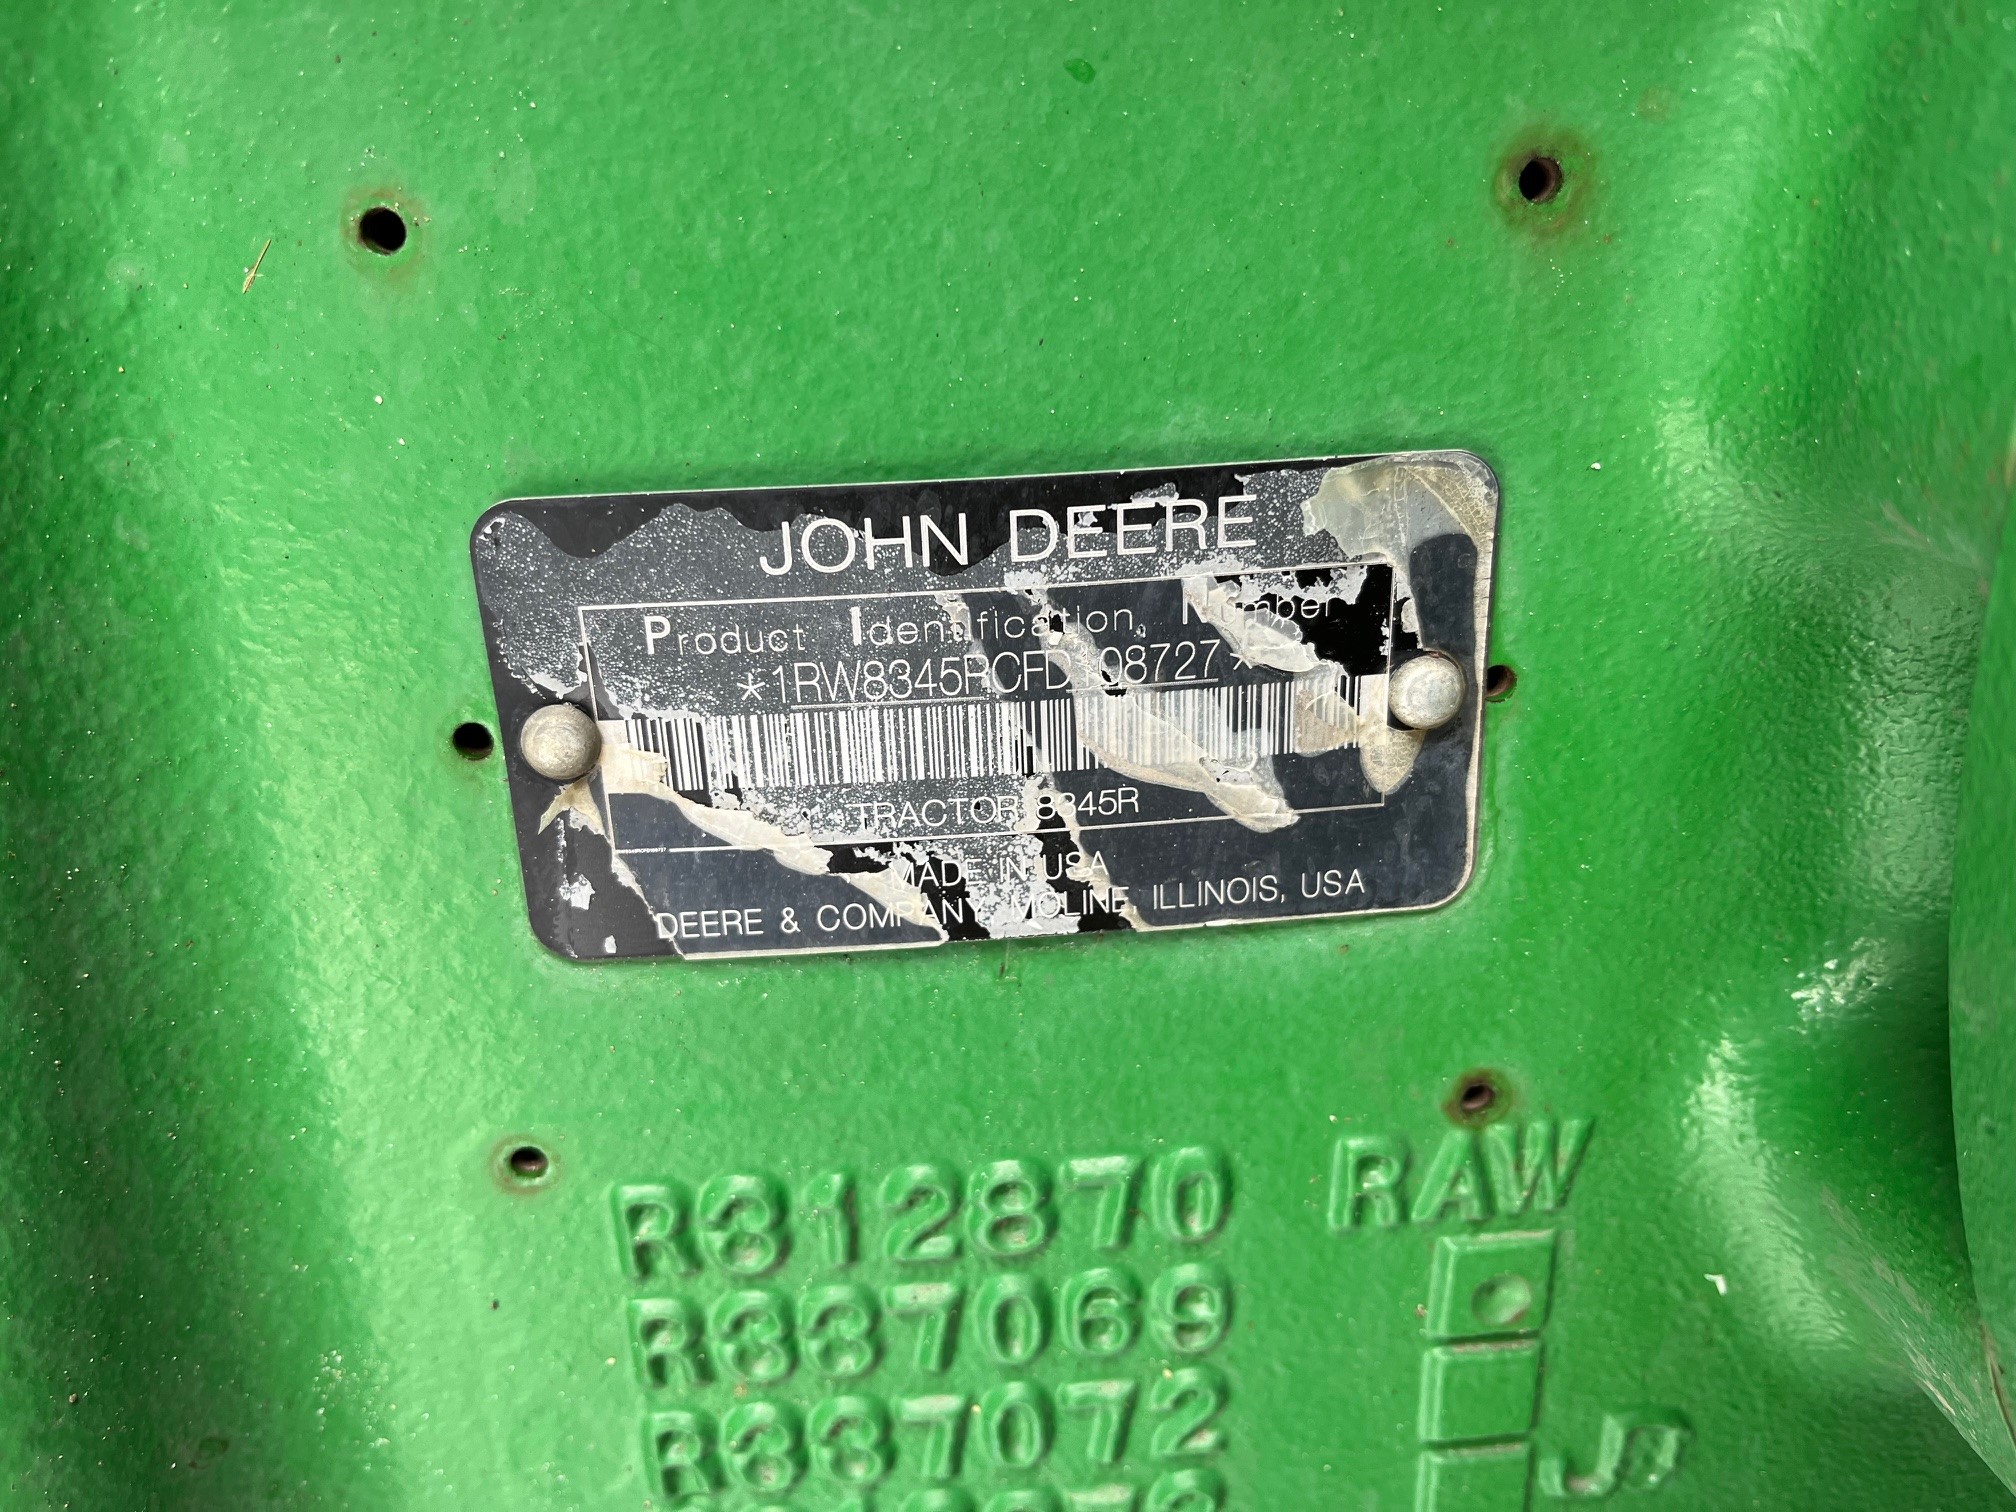 JOHN DEERE
Product Identification Number
*1RW8345RCFD108727*
TRACTOR 8345R
MADE IN USA
DEERE & COMPANY, MOLINE, ILLINOIS, USA
R312870 RAW
R337069
R337072